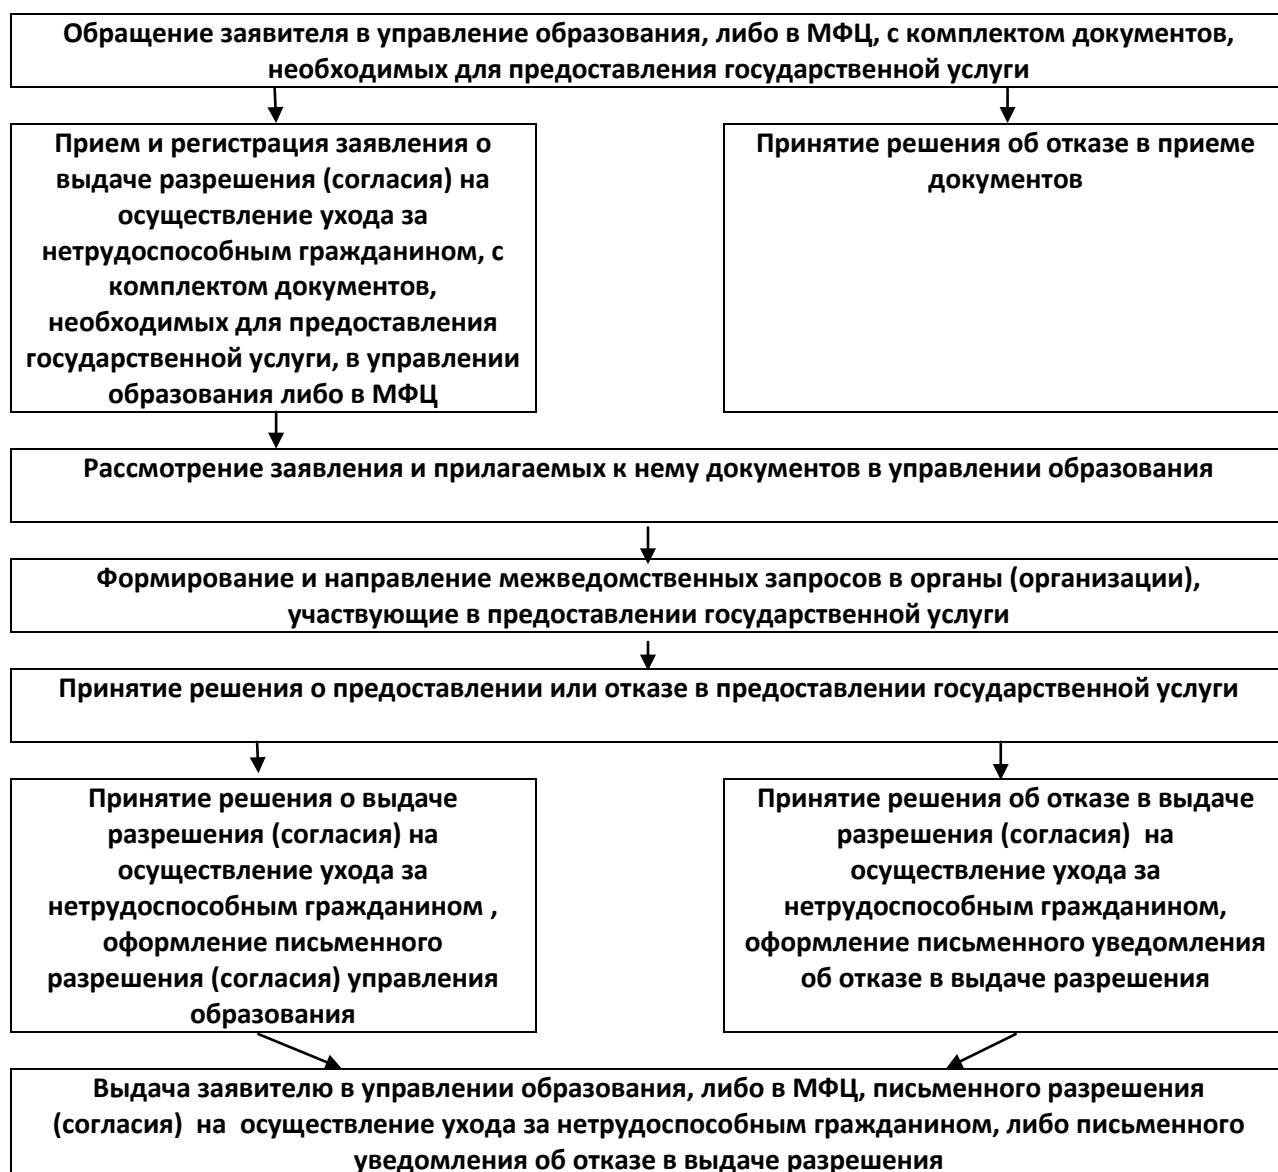 Обращение заявителя в управление образования, либо в МФЦ, с комплектом документов,
необходимых для предоставления государственной услуги
Прием и регистрация заявления о
выдаче разрешения (согласия) на
осуществление ухода за
нетрудоспособным гражданином, с
комплектом документов,
необходимых для предоставления
государственной услуги, в управлении
образования либо в МФЦ
Принятие решения об отказе в приеме
документов
Рассмотрение заявления и прилагаемых к нему документов в управлении образования
Формирование и направление межведомственных запросов в органы (организации),
участвующие в предоставлении государственной услуги
Принятие решения о предоставлении или отказе в предоставлении государственной услуги
Принятие решения о выдаче
разрешения (согласия) на
осуществление ухода за
нетрудоспособным гражданином ,
оформление письменного
разрешения (согласия) управления
образования
Принятие решения об отказе в выдаче
разрешения (согласия) на
осуществление ухода за
нетрудоспособным гражданином,
оформление письменного уведомления
об отказе в выдаче разрешения
Выдача заявителю в управлении образования, либо в МФЦ, письменного разрешения
(согласия) на осуществление ухода за нетрудоспособным гражданином, либо письменного
уведомления об отказе в выдаче разрешения